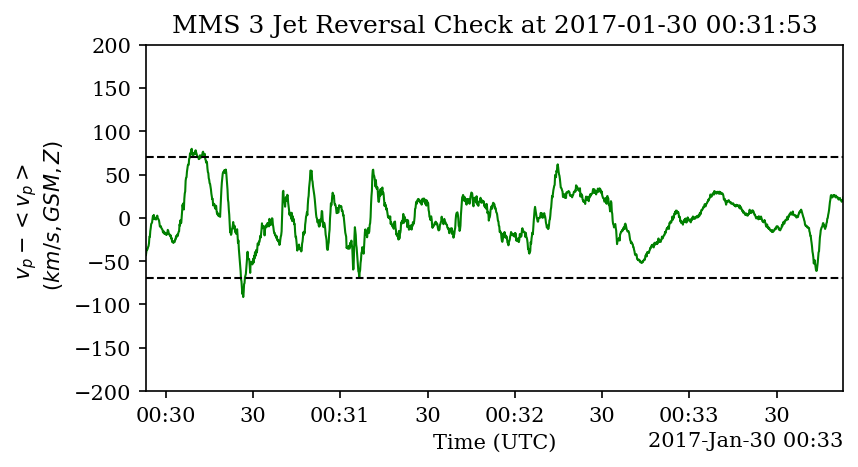 MMS 3 Jet Reversal Check at 2017-01-30 00:31:53
v_p − < v_p >
(km/s, GSM, Z)
200
150
100
50
0
−50
−100
−150
−200
00:30 30 00:31 30 00:32 30 00:33 30
Time (UTC) 2017-Jan-30 00:33